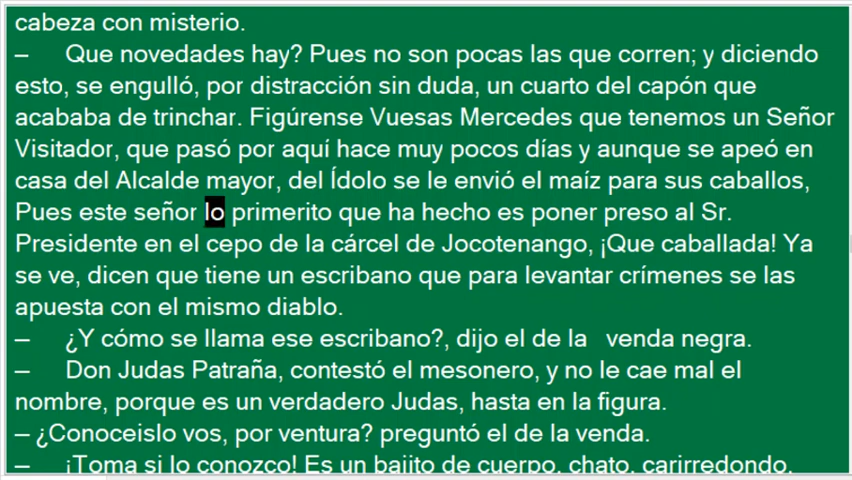 cabeza con misterio.
– Que novedades hay? Pues no son pocas las que corren; y diciendo
esto, se engulló, por distracción sin duda, un cuarto del capón que
acababa de trinchar. Figúrense Vuesas Mercedes que tenemos un Señor
Visitador, que pasó por aquí hace muy pocos días y aunque se apeó en
casa del Alcalde mayor, del Ídolo se le envió el maíz para sus caballos,
Pues este señor lo primerito que ha hecho es poner preso al Sr.
Presidente en el cepo de la cárcel de Jocotenango, ¡Que caballada! Ya
se ve, dicen que tiene un escribano que para levantar crímenes se las
apuesta con el mismo diablo.
– ¿Y cómo se llama ese escribano?, dijo el de la venda negra.
– Don Judas Patraña, contestó el mesonero, y no le cae mal el
nombre, porque es un verdadero Judas, hasta en la figura.
– ¿Conoceislo vos, por ventura? preguntó el de la venda.
– ¡Toma si lo conozco! Es un bajito de cuerpo, chato, carirredondo,